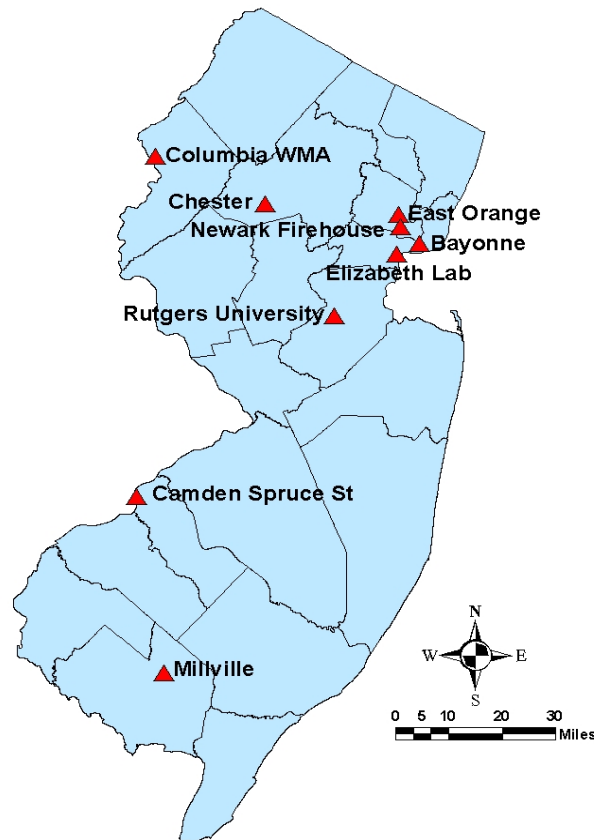 Columbia WMA
Chester
East Orange
Newark Firehouse
Bayonne
Elizabeth Lab
Rutgers University
Camden Spruce St
Millville
N
W E
S
0 5 10 20 30
Miles